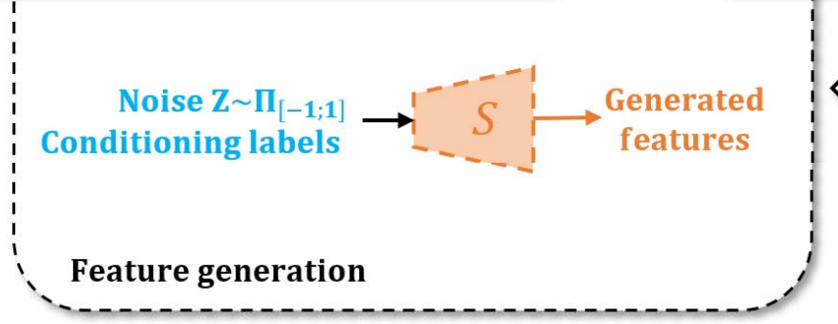 Noise Z~Π[-1;1]
Conditioning labels
S
Generated
features
Feature generation